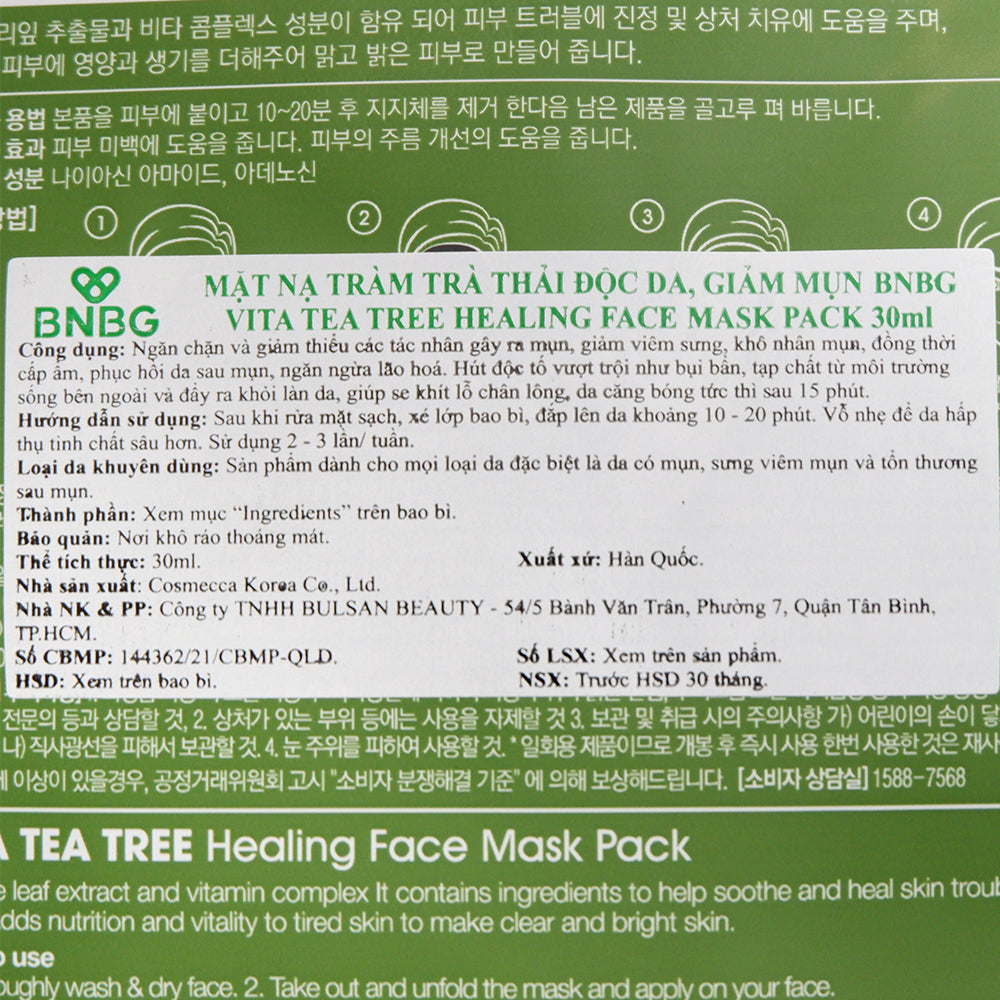 리잎 추출물과 비타 콤플렉스 성분이 함유 되어 피부 트러블에 진정 및 상처 치유에 도움을 주며,
피부에 영양과 생기를 더해주어 맑고 밝은 피부로 만들어 줍니다.
용법 본품을 피부에 붙이고 10~20분 후 지지체를 제거 한다음 남은 제품을 골고루 펴 바릅니다.
효과 피부 미백에 도움을 줍니다. 피부의 주름 개선의 도움을 줍니다.
성분 나이아신 아마이드, 아데노신
방법] 1 2 3 4
BNBG
MẶT NẠ TRÀM TRÀ THẢI ĐỘC DA, GIẢM MỤN BNBG
VITA TEA TREE HEALING FACE MASK PACK 30ml
Công dụng: Ngăn chặn và giảm thiểu các tác nhân gây ra mụn, giảm viêm sưng, khô nhân mụn, đồng thời
cấp ẩm, phục hồi da sau mụn, ngăn ngừa lão hoá. Hút độc tố vượt trội như bụi bẩn, tạp chất từ môi trường
sống bên ngoài và đẩy ra khỏi làn da, giúp se khít lỗ chân lông, da căng bóng tức thì sau 15 phút.
Hướng dẫn sử dụng: Sau khi rửa mặt sạch, xé lớp bao bì, đắp lên da khoảng 10 - 20 phút. Vỗ nhẹ để da hấp
thụ tinh chất sâu hơn. Sử dụng 2 - 3 lần/ tuần.
Loại da khuyên dùng: Sản phẩm dành cho mọi loại da đặc biệt là da có mụn, sưng viêm mụn và tổn thương
sau mụn.
Thành phần: Xem mục “Ingredients” trên bao bì.
Bảo quản: Nơi khô ráo thoáng mát.
Thể tích thực: 30ml. Xuất xứ: Hàn Quốc.
Nhà sản xuất: Cosmecca Korea Co., Ltd.
Nhà NK & PP: Công ty TNHH BULSAN BEAUTY - 54/5 Bành Văn Trân, Phường 7, Quận Tân Bình,
TP.HCM.
Số CBMP: 144362/21/CBMP-QLD. Số LSX: Xem trên sản phẩm.
HSD: Xem trên bao bì. NSX: Trước HSD 30 tháng.
전문의 등과 상담할 것, 2. 상처가 있는 부위 등에는 사용을 자제할 것 3. 보관 및 취급 시의 주의사항 가) 어린이의 손이 닿
나) 직사광선을 피해서 보관할 것. 4. 눈 주위를 피하여 사용할 것. * 일회용 제품이므로 개봉 후 즉시 사용 한번 사용한 것은 재사
에 이상이 있을경우, 공정거래위원회 고시 "소비자 분쟁해결 기준" 에 의해 보상해드립니다. [소비자 상담실] 1588-7568
A TEA TREE Healing Face Mask Pack
e leaf extract and vitamin complex It contains ingredients to help soothe and heal skin troub
adds nutrition and vitality to tired skin to make clear and bright skin.
o use
oughly wash & dry face. 2. Take out and unfold the mask and apply on your face.